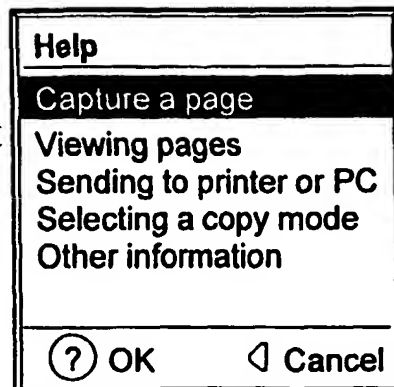 Help
Capture a page
Viewing pages
Sending to printer or PC
Selecting a copy mode
Other information
? OK ◁ Cancel